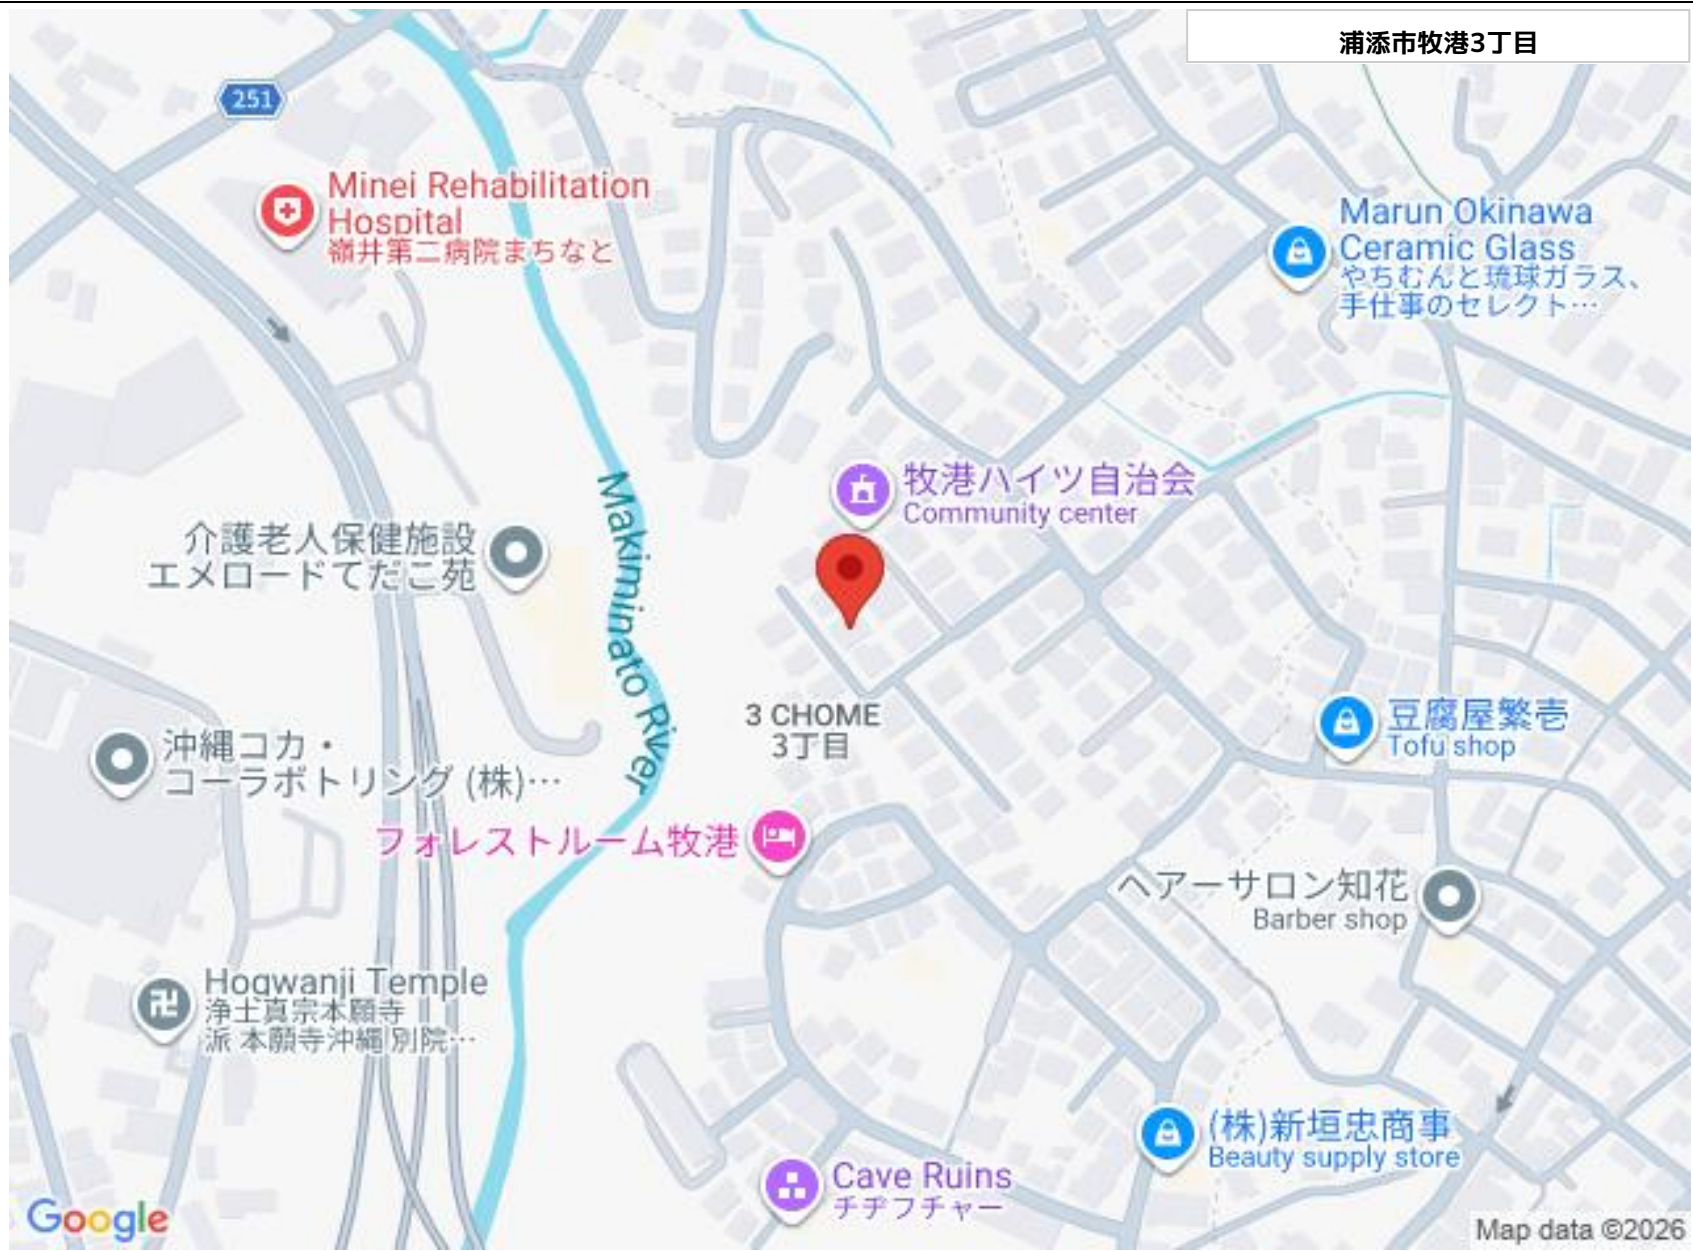 浦添市牧港3丁目
251
Minei Rehabilitation
Hospital
嶺井第二病院まちなと
Marun Okinawa
Ceramic Glass
やちむんと琉球ガラス、
手仕事のセレクト…
牧港ハイツ自治会
Community center
介護老人保健施設
エメロードてだこ苑
Makiminato River
3 CHOME
3丁目
豆腐屋繁壱
Tofu shop
沖縄コカ・
コーラボトリング (株)…
フォレストルーム牧港
ヘアーサロン知花
Barber shop
Hogwanji Temple
浄土真宗本願寺
派 本願寺沖縄別院…
(株)新垣忠商事
Beauty supply store
Cave Ruins
チヂフチャー
Google
Map data ©2026